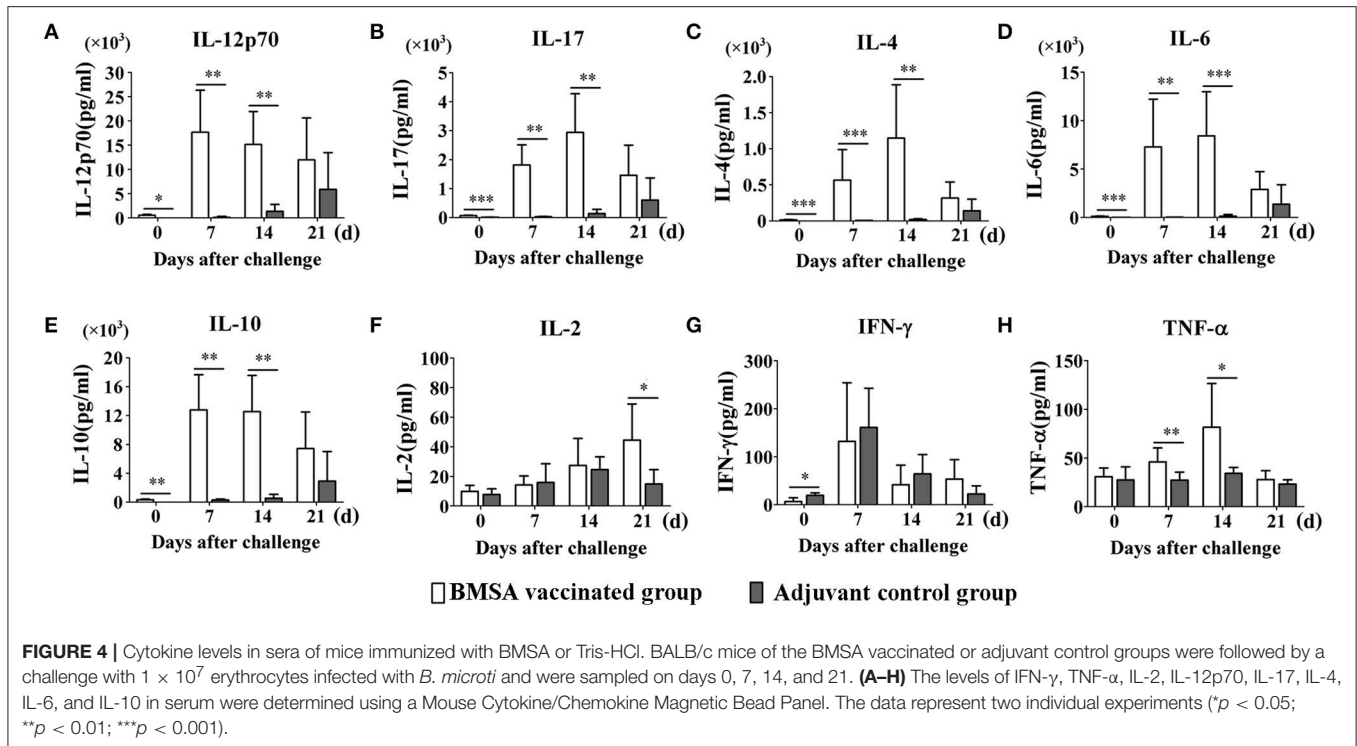 A
IL-12p70
(×10³)
IL-12p70(pg/ml)
30
25
20
15
10
5
0
*
**
**
0 7 14 21 (d)
Days after challenge
B
IL-17
(×10³)
IL-17(pg/ml)
6
5
4
3
2
1
0
***
**
**
0 7 14 21 (d)
Days after challenge
C
IL-4
(×10³)
IL-4(pg/ml)
2.0
1.5
1.0
0.5
0
***
***
**
0 7 14 21 (d)
Days after challenge
D
IL-6
(×10³)
IL-6(pg/ml)
15
10
5
0
***
**
***
0 7 14 21 (d)
Days after challenge
E
IL-10
(×10³)
IL-10(pg/ml)
20
16
12
8
4
0
**
**
**
0 7 14 21 (d)
Days after challenge
F
IL-2
IL-2(pg/ml)
100
80
60
40
20
0
*
0 7 14 21 (d)
Days after challenge
G
IFN-γ
IFN-γ(pg/ml)
300
200
100
0
*
0 7 14 21 (d)
Days after challenge
H
TNF-α
TNF-α(pg/ml)
150
100
50
0
**
*
0 7 14 21 (d)
Days after challenge
BMSA vaccinated group Adjuvant control group
FIGURE 4 | Cytokine levels in sera of mice immunized with BMSA or Tris-HCl. BALB/c mice of the BMSA vaccinated or adjuvant control groups were followed by a
challenge with 1 × 10⁷ erythrocytes infected with B. microti and were sampled on days 0, 7, 14, and 21. (A–H) The levels of IFN-γ, TNF-α, IL-2, IL-12p70, IL-17, IL-4,
IL-6, and IL-10 in serum were determined using a Mouse Cytokine/Chemokine Magnetic Bead Panel. The data represent two individual experiments (*p < 0.05;
**p < 0.01; ***p < 0.001).